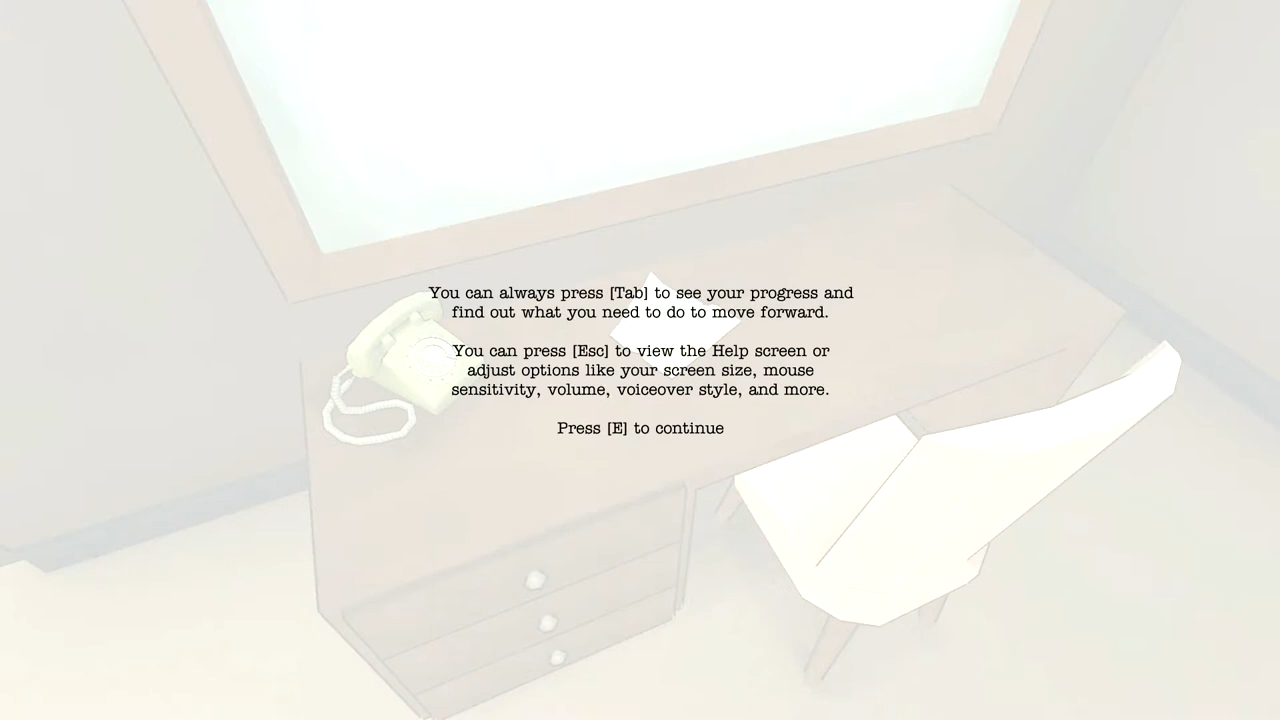 You can always press [Tab] to see your progress and
find out what you need to do to move forward.
You can press [Esc] to view the Help screen or
adjust options like your screen size, mouse
sensitivity, volume, voiceover style, and more.
Press [E] to continue